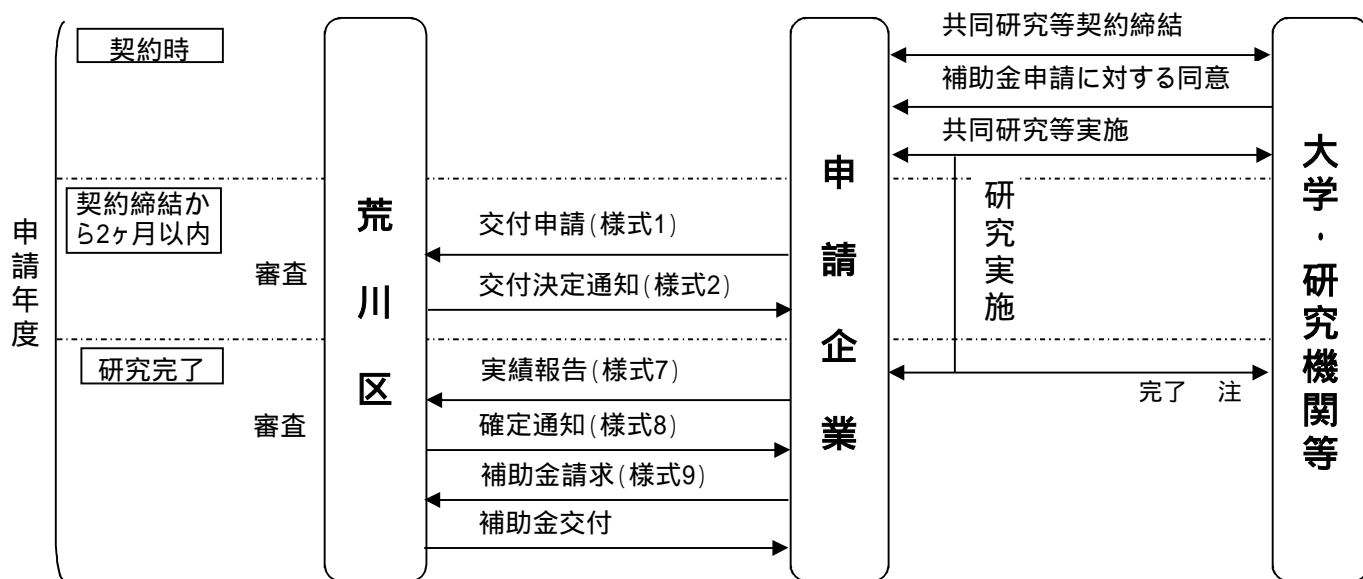 申請年度
契約時
契約締結か
ら2ヶ月以内
審査
研究完了
審査
荒川区
交付申請(様式1)
交付決定通知(様式2)
実績報告(様式7)
確定通知(様式8)
補助金請求(様式9)
補助金交付
申請企業
共同研究等契約締結
補助金申請に対する同意
共同研究等実施
研究実施
完了 注
大学・研究機関等